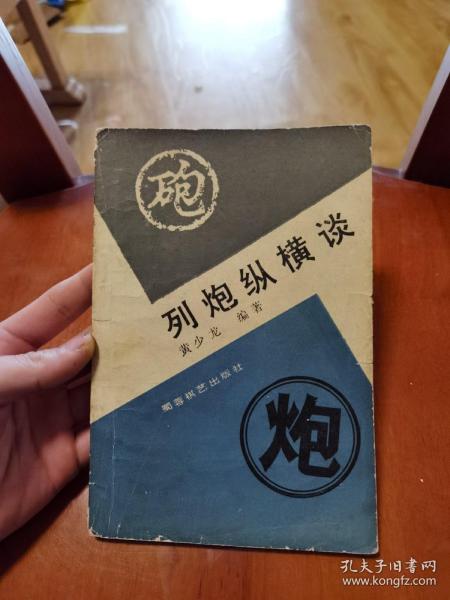 砲
列炮纵横谈
黄少龙 编著
蜀蓉棋艺出版社
炮
孔夫子旧书网
www.kongfz.com